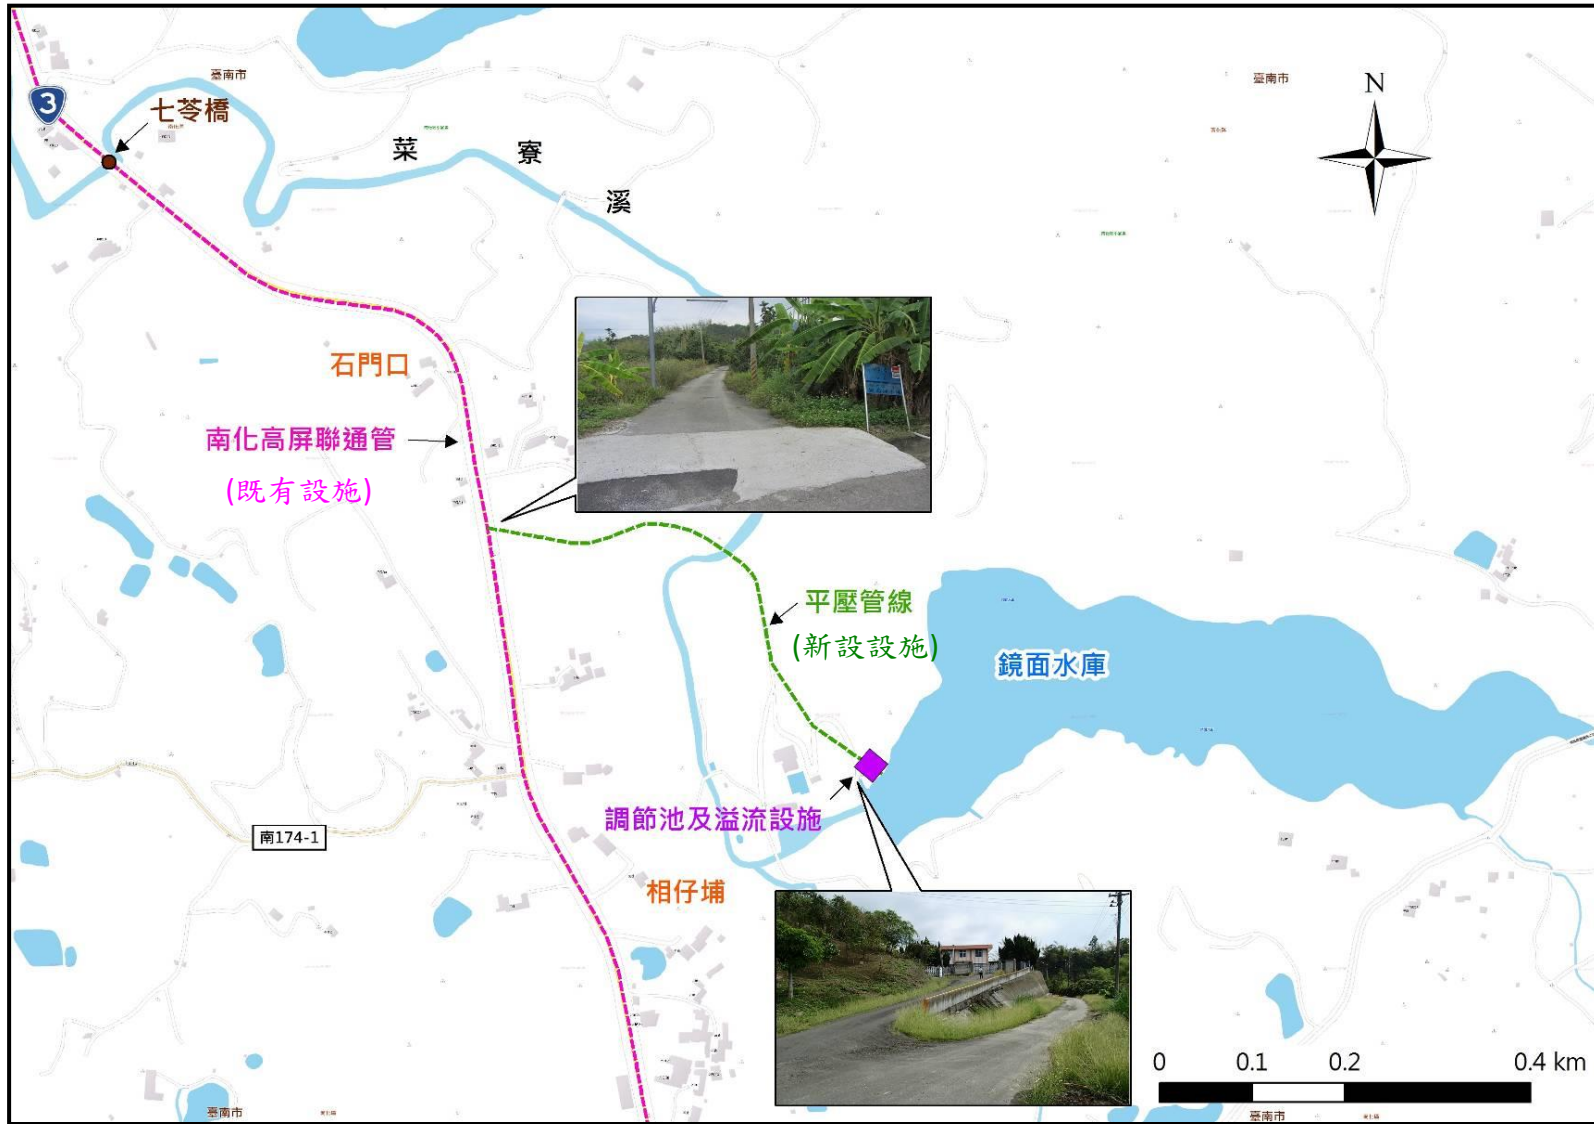 臺南市
臺南市
3
七苓橋
N
菜
寮
溪
石門口
南化高屏聯通管
(既有設施)
平壓管線
(新設設施)
鏡面水庫
調節池及溢流設施
南174-1
相仔埔
0 0.1 0.2 0.4 km
臺南市
臺南市